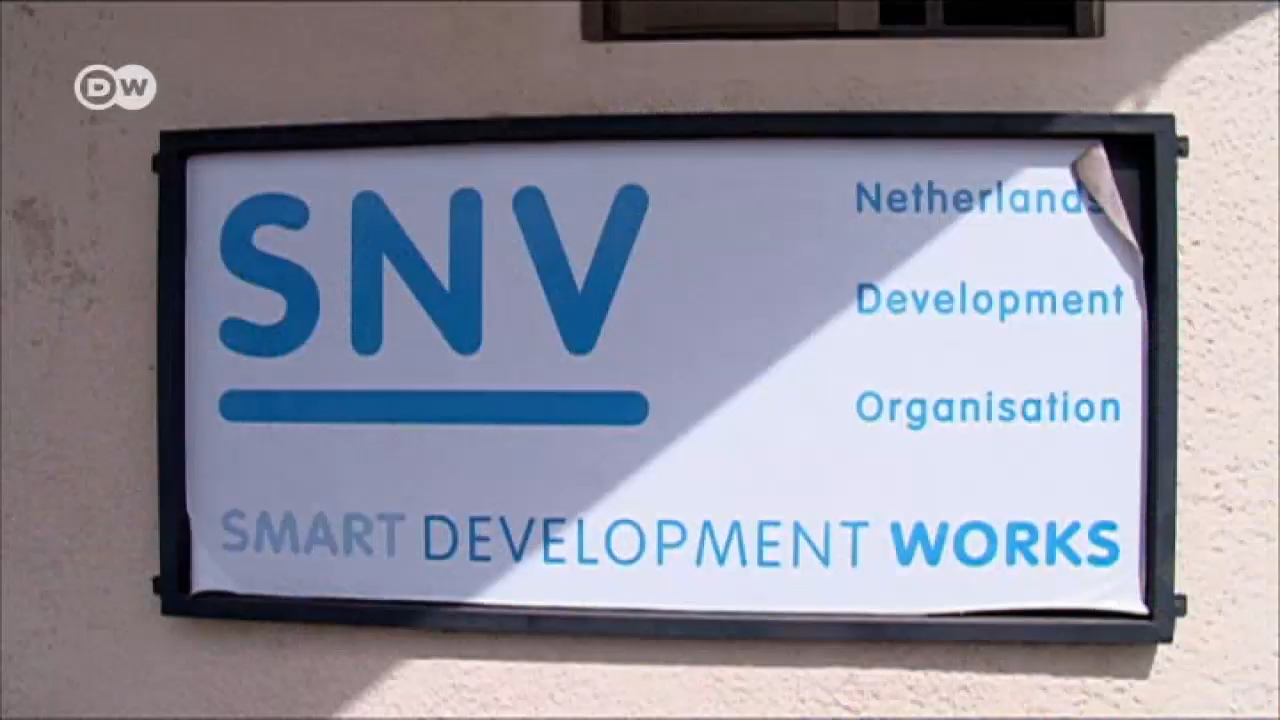 DW
SNV
Netherlands
Development
Organisation
SMART DEVELOPMENT WORKS